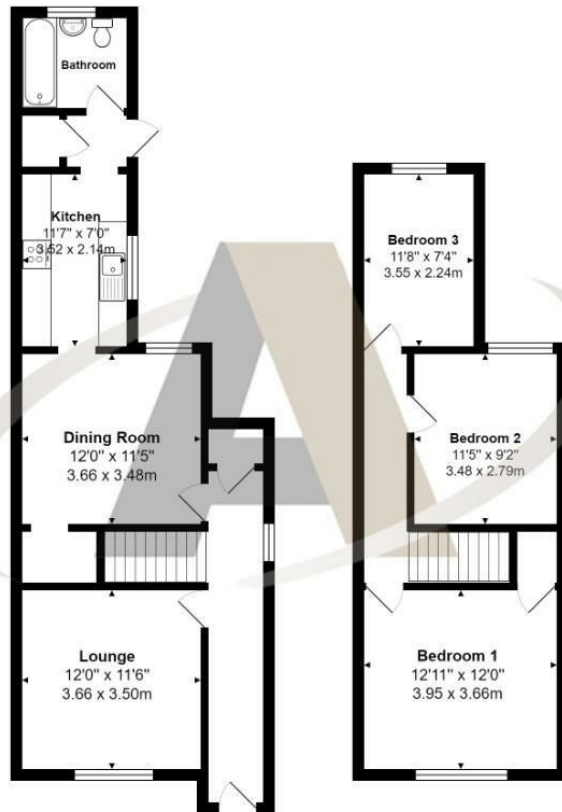 Bathroom
Kitchen
11'7" x 7'0"
3.52 x 2.14m
Dining Room
12'0" x 11'5"
3.66 x 3.48m
Lounge
12'0" x 11'6"
3.66 x 3.50m
Bedroom 3
11'8" x 7'4"
3.55 x 2.24m
Bedroom 2
11'5" x 9'2"
3.48 x 2.79m
Bedroom 1
12'11" x 12'0"
3.95 x 3.66m
A